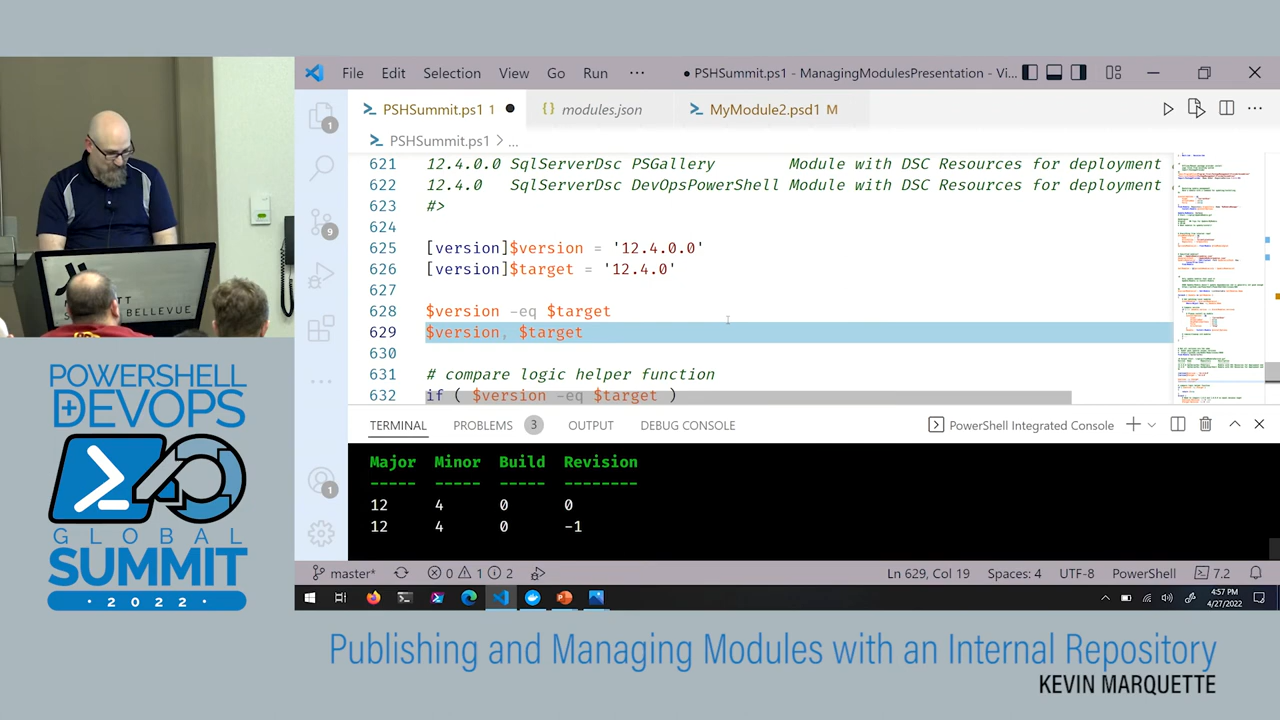 File Edit Selection View Go Run ··· ● PSHSummit.ps1 - ManagingModulesPresentation - Vi...
PSHSummit.ps1 1 ● modules.json MyModule2.psd1 M
PSHSummit.ps1 > ...
621 12.4.0.0 SqlServerDsc PSGallery Module with DSC Resources for deployment
622 12.4.0 SqlServerDsc DevOpsPowerShell Module with DSC Resources for deployment
623 #>
624
625 [version]$version = '12.4.0.0'
626 [version]$target = '12.4.0'
627
628 $version -eq $target
629 $version, $target
630
631 # compare logic helper function
632 if ( $version -eq $target )
TERMINAL PROBLEMS 3 OUTPUT DEBUG CONSOLE PowerShell Integrated Console
Major Minor Build Revision
----- ----- ----- --------
12 4 0 0
12 4 0 -1
master* 0 1 2 Ln 629, Col 19 Spaces: 4 UTF-8 PowerShell 7.2
4:57 PM
4/27/2022
1
9
1
BELLEVUE
POWERSHELL
+DEVOPS
GLOBAL
SUMMIT
· 2022 ·
Publishing and Managing Modules with an Internal Repository
KEVIN MARQUETTE